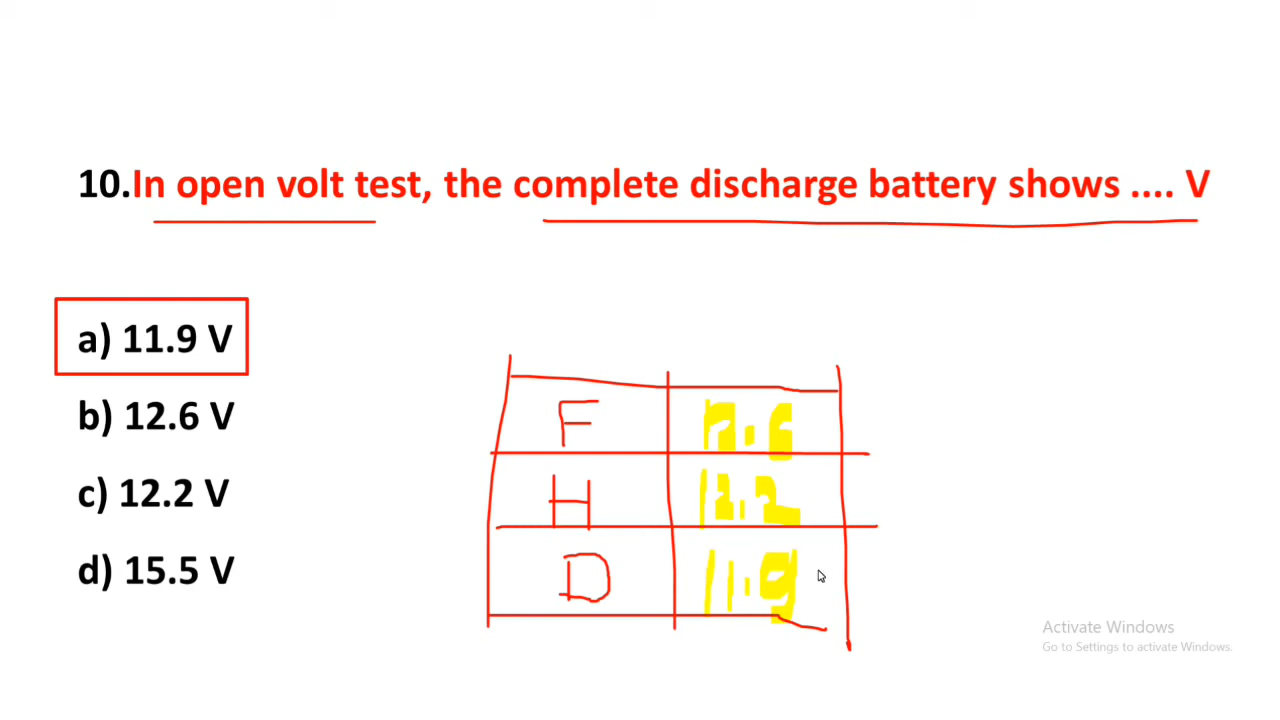 10.In open volt test, the complete discharge battery shows .... V
a) 11.9 V
b) 12.6 V
c) 12.2 V
d) 15.5 V
F 12.6
H 12.2
D 11.9
Activate Windows
Go to Settings to activate Windows.